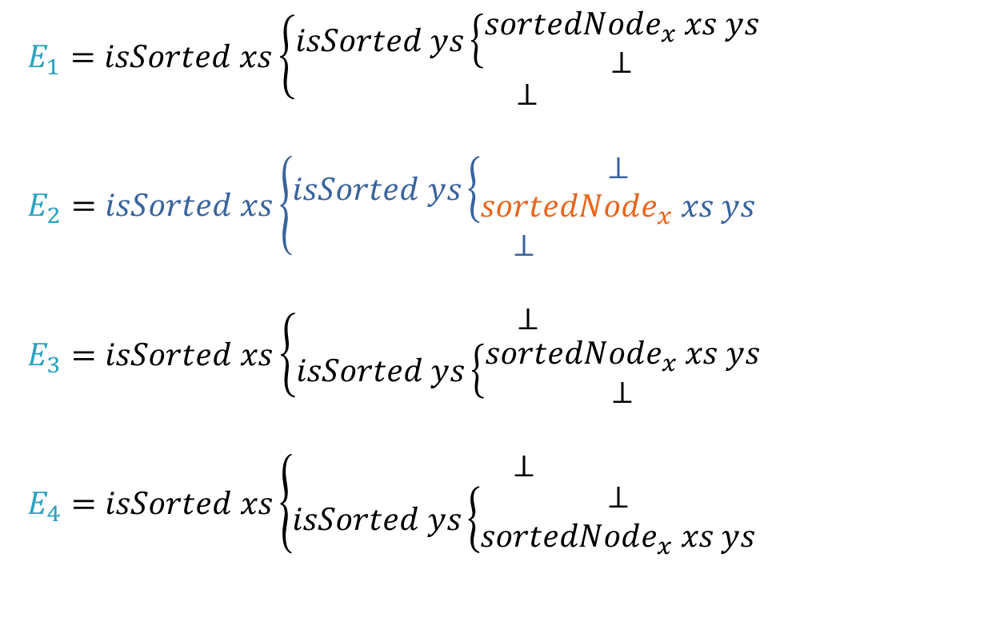 E₁ = isSorted xs { isSorted ys { sortedNodeₓ xs ys
⊥
⊥
⊥
E₂ = isSorted xs { isSorted ys { sortedNodeₓ xs ys
⊥
⊥
E₃ = isSorted xs { isSorted ys { sortedNodeₓ xs ys
⊥
⊥
⊥
E₄ = isSorted xs { isSorted ys { sortedNodeₓ xs ys